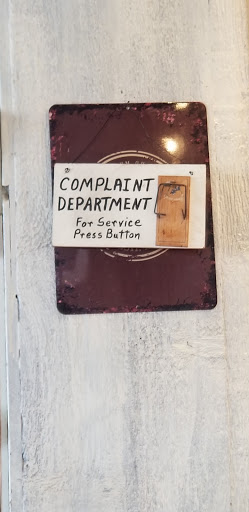 COMPLAINT
DEPARTMENT
For Service
Press Button